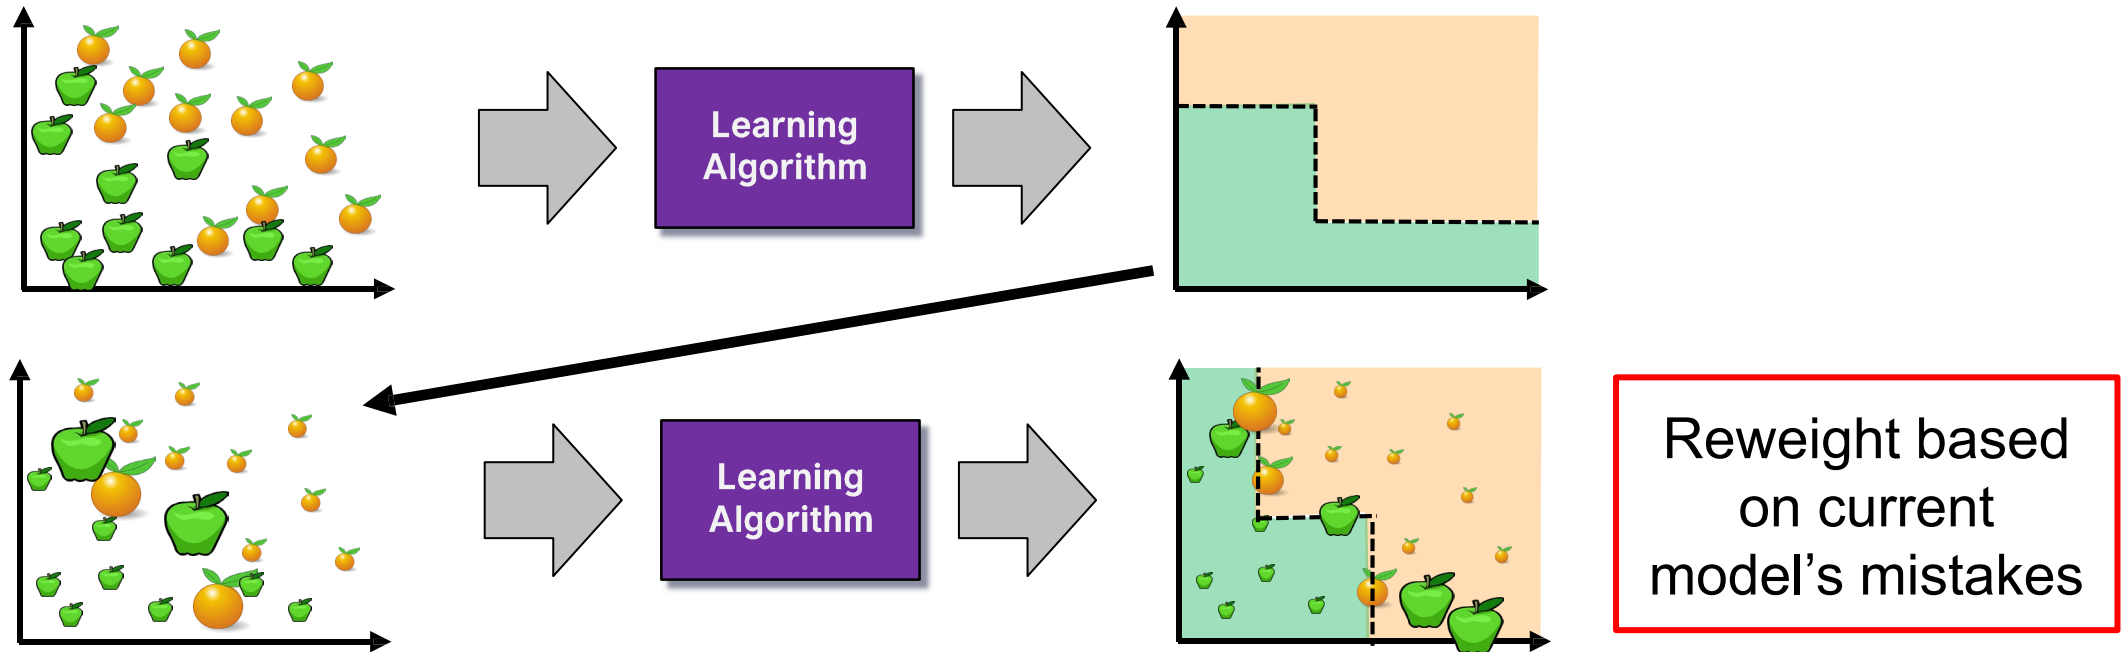 Learning
Algorithm
Learning
Algorithm
Reweight based
on current
model’s mistakes